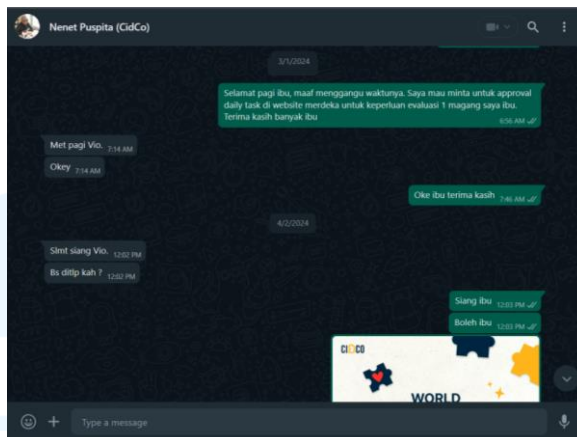 Nenet Puspita (CidCo)
3/1/2024
Selamat pagi ibu, maaf menggangu waktunya. Saya mau minta untuk approval
daily task di website merdeka untuk keperluan evaluasi 1 magang saya ibu.
Terima kasih banyak ibu
6:56 AM
Met pagi Vio. 7:14 AM
Okey 7:14 AM
Oke ibu terima kasih 7:46 AM
4/2/2024
Slmt siang Vio. 12:02 PM
Bs ditlp kah ? 12:02 PM
Siang ibu 12:03 PM
Boleh ibu 12:03 PM
CIDCO
WORLD
Type a message